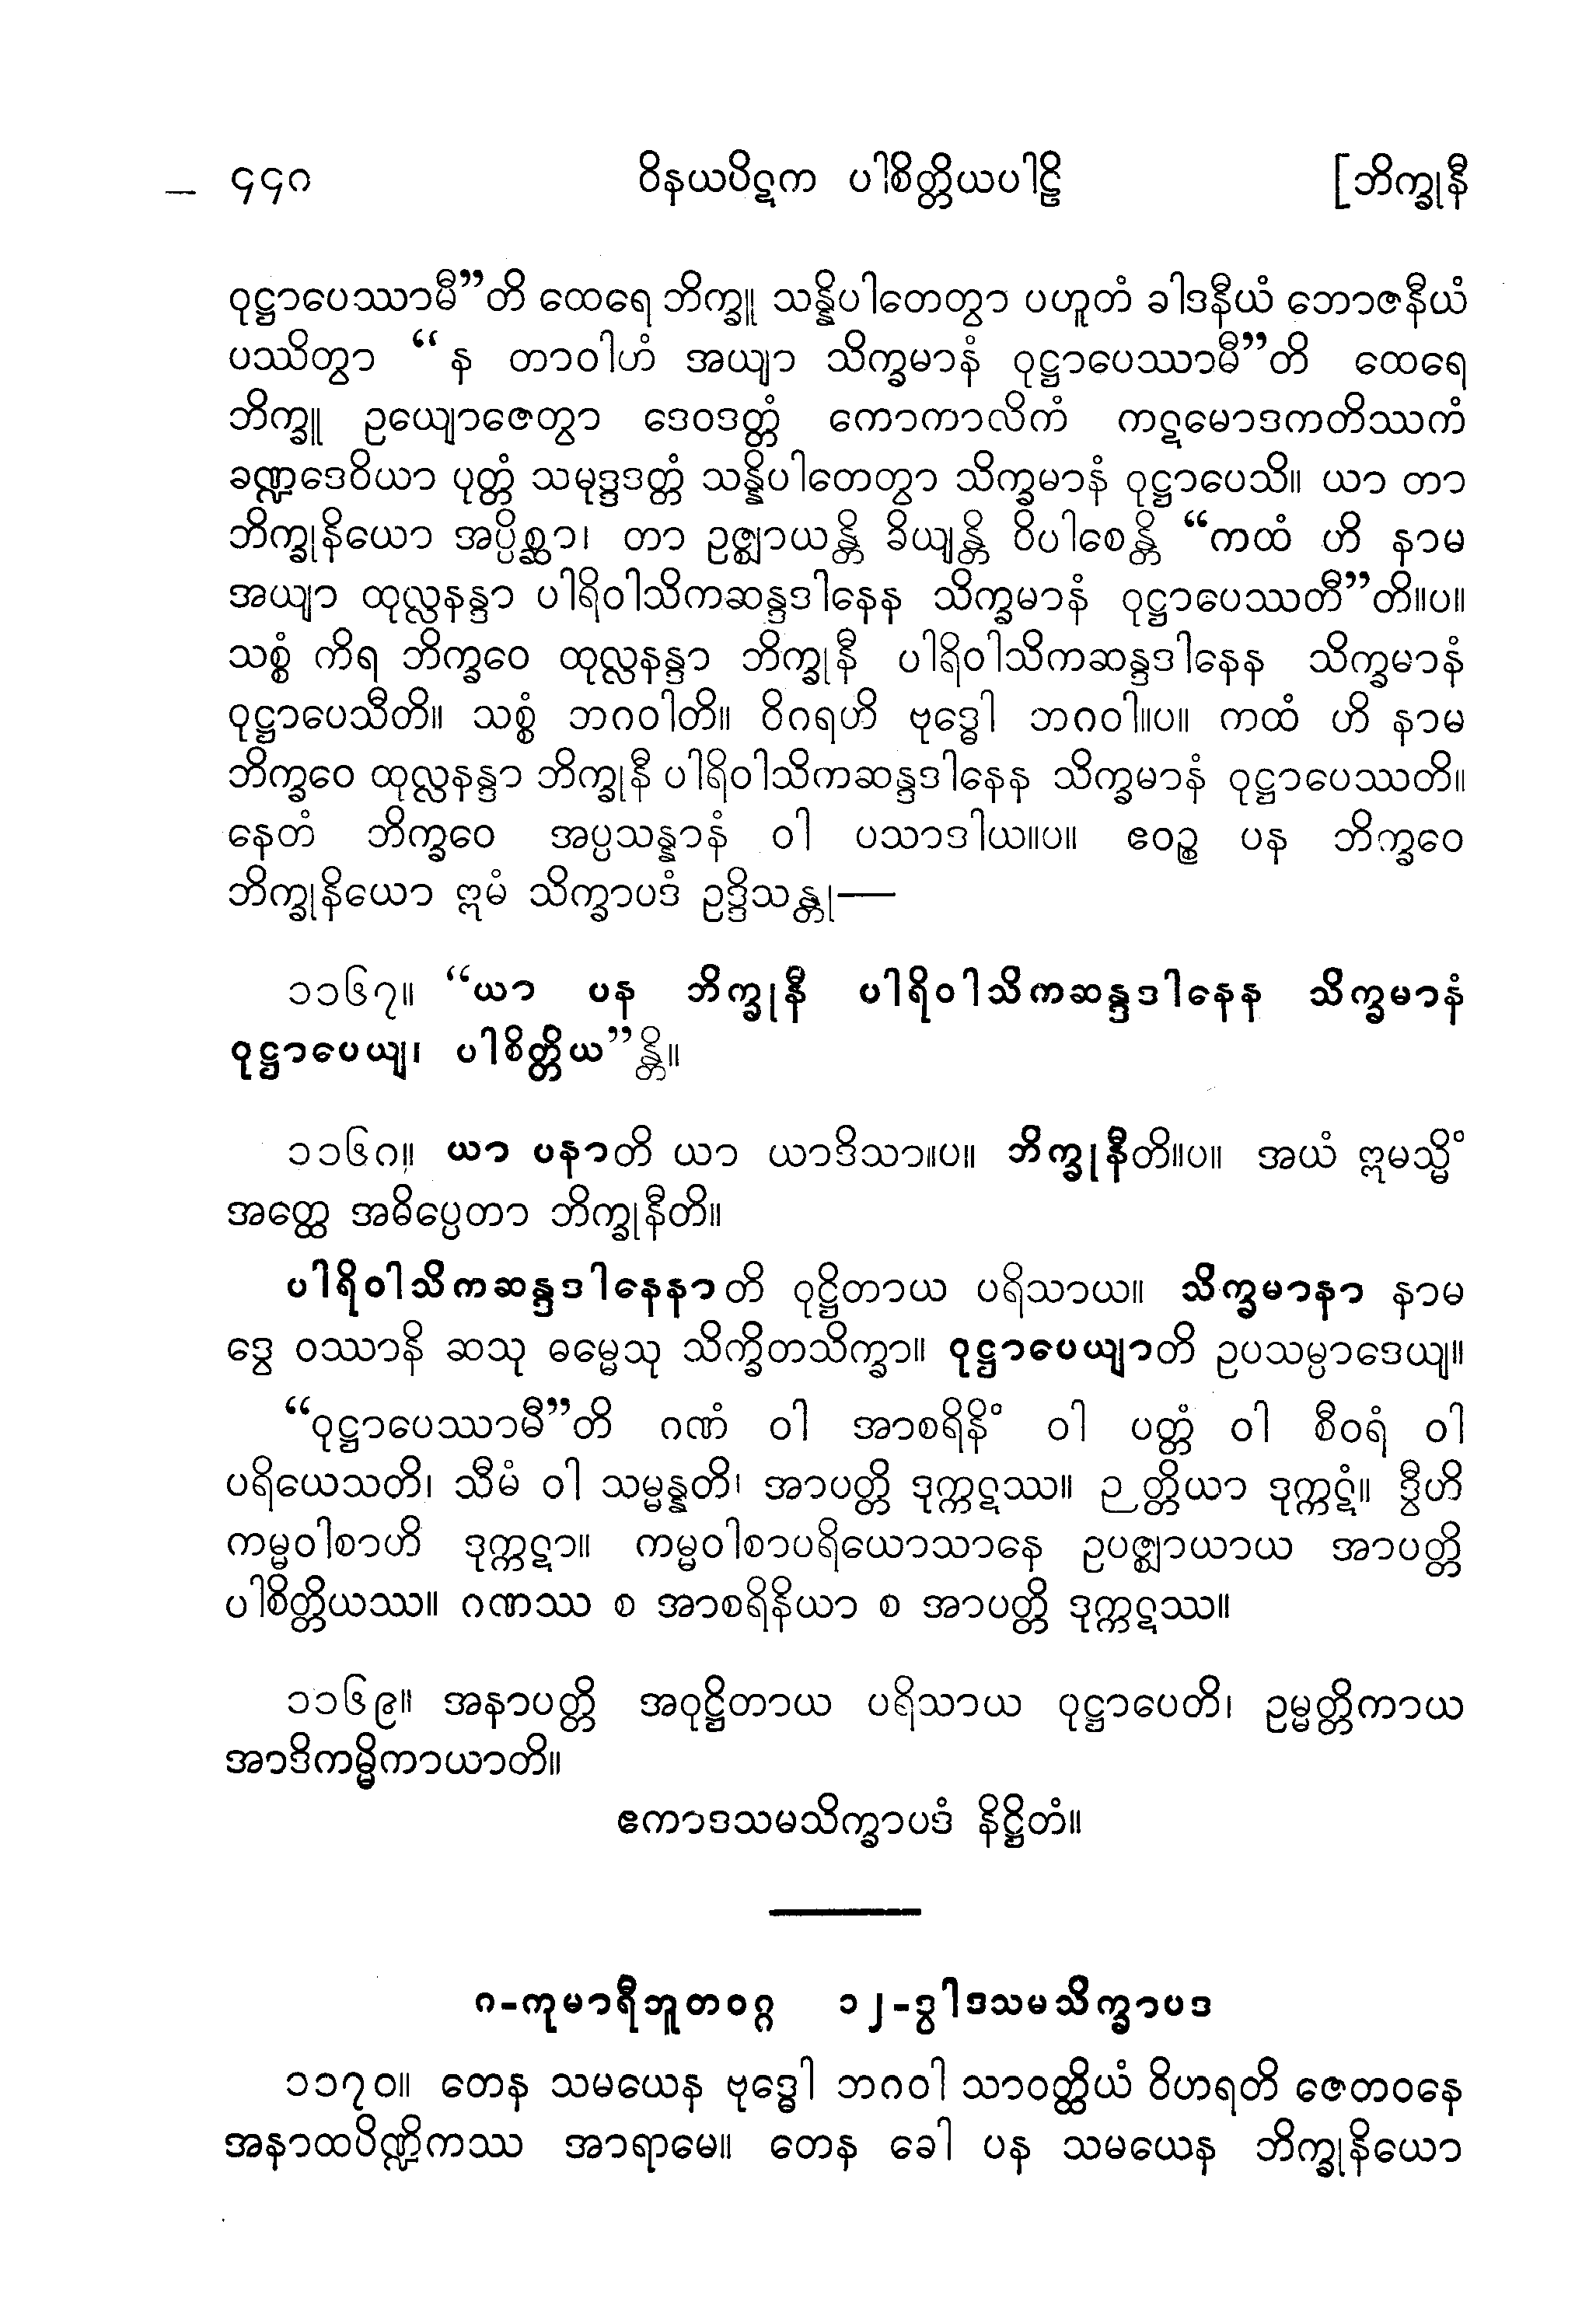 ၄၄၈ ဝိနယပိဋက ပါစိတ္တိယပါဠိ [ဘိက္ခုနီ
ဝုဋ္ဌာပေဿာမီ”တိ ထေရေ ဘိက္ခူ သန္နိပါတေတွာ ပဟူတံ ခါဒနီယံ ဘောဇနီယံ
ပဿိတွာ “န တာဝါဟံ အယျာ သိက္ခမာနံ ဝုဋ္ဌာပေဿာမီ”တိ ထေရေ
ဘိက္ခူ ဥယျောဇေတွာ ဒေဝဒတ္တံ ကောကာလိကံ ကဋမောဒကတိဿကံ
ခဏ္ဍဒေဝိယာ ပုတ္တံ သမုဒ္ဒဒတ္တံ သန္နိပါတေတွာ သိက္ခမာနံ ဝုဋ္ဌာပေသိ။ ယာ တာ
ဘိက္ခုနိယော အပ္ပိစ္ဆာ၊ တာ ဥဇ္ဈာယန္တိ ခိယျန္တိ ဝိပါစေန္တိ “ကထံ ဟိ နာမ
အယျာ ထုလ္လနန္ဒာ ပါရိဝါသိကဆန္ဒဒါနေန သိက္ခမာနံ ဝုဋ္ဌာပေဿတီ”တိ။ပ။
သစ္စံ ကိရ ဘိက္ခဝေ ထုလ္လနန္ဒာ ဘိက္ခုနီ ပါရိဝါသိကဆန္ဒဒါနေန သိက္ခမာနံ
ဝုဋ္ဌာပေသီတိ။ သစ္စံ ဘဂဝါတိ။ ဝိဂရဟိ ဗုဒ္ဓေါ ဘဂဝါ။ပ။ ကထံ ဟိ နာမ
ဘိက္ခဝေ ထုလ္လနန္ဒာ ဘိက္ခုနီ ပါရိဝါသိကဆန္ဒဒါနေန သိက္ခမာနံ ဝုဋ္ဌာပေဿတိ။
နေတံ ဘိက္ခဝေ အပ္ပသန္နာနံ ဝါ ပသာဒါယ။ပ။ ဧဝဉ္စ ပန ဘိက္ခဝေ
ဘိက္ခုနိယော ဣမံ သိက္ခာပဒံ ဥဒ္ဒိသန္တု—
၁၁၆၇။ “ယာ ပန ဘိက္ခုနီ ပါရိဝါသိကဆန္ဒဒါနေန သိက္ခမာနံ
ဝုဋ္ဌာပေယျ၊ ပါစိတ္တိယ”န္တိ။
၁၁၆၈။ ယာ ပနာတိ ယာ ယာဒိသာ။ပ။ ဘိက္ခုနီတိ။ပ။ အယံ ဣမသ္မိံ
အတ္ထေ အဓိပ္ပေတာ ဘိက္ခုနီတိ။
ပါရိဝါသိကဆန္ဒဒါနေနာတိ ဝုဋ္ဌိတာယ ပရိသာယ။ သိက္ခမာနာ နာမ
ဒွေ ဝဿာနိ ဆသု ဓမ္မေသု သိက္ခိတသိက္ခာ။ ဝုဋ္ဌာပေယျာတိ ဥပသမ္ပာဒေယျ။
“ဝုဋ္ဌာပေဿာမီ”တိ ဂဏံ ဝါ အာစရိနိံ ဝါ ပတ္တံ ဝါ စီဝရံ ဝါ
ပရိယေသတိ၊ သီမံ ဝါ သမ္မန္နတိ၊ အာပတ္တိ ဒုက္ကဋဿ။ ဉတ္တိယာ ဒုက္ကဋံ။ ဒွီဟိ
ကမ္မဝါစာဟိ ဒုက္ကဋာ။ ကမ္မဝါစာပရိယောသာနေ ဥပဇ္ဈာယာယ အာပတ္တိ
ပါစိတ္တိယဿ။ ဂဏဿ စ အာစရိနိယာ စ အာပတ္တိ ဒုက္ကဋဿ။
၁၁၆၉။ အနာပတ္တိ အဝုဋ္ဌိတာယ ပရိသာယ ဝုဋ္ဌာပေတိ၊ ဥမ္မတ္တိကာယ
အာဒိကမ္မိကာယာတိ။
ဧကာဒသမသိက္ခာပဒံ နိဋ္ဌိတံ။
၈-ကုမာရီဘူတဝဂ္ဂ ၁၂-ဒွါဒသမသိက္ခာပဒ
၁၁၇၀။ တေန သမယေန ဗုဒ္ဓေါ ဘဂဝါ သာဝတ္ထိယံ ဝိဟရတိ ဇေတဝနေ
အနာထပိဏ္ဍိကဿ အာရာမေ။ တေန ခေါ ပန သမယေန ဘိက္ခုနိယော